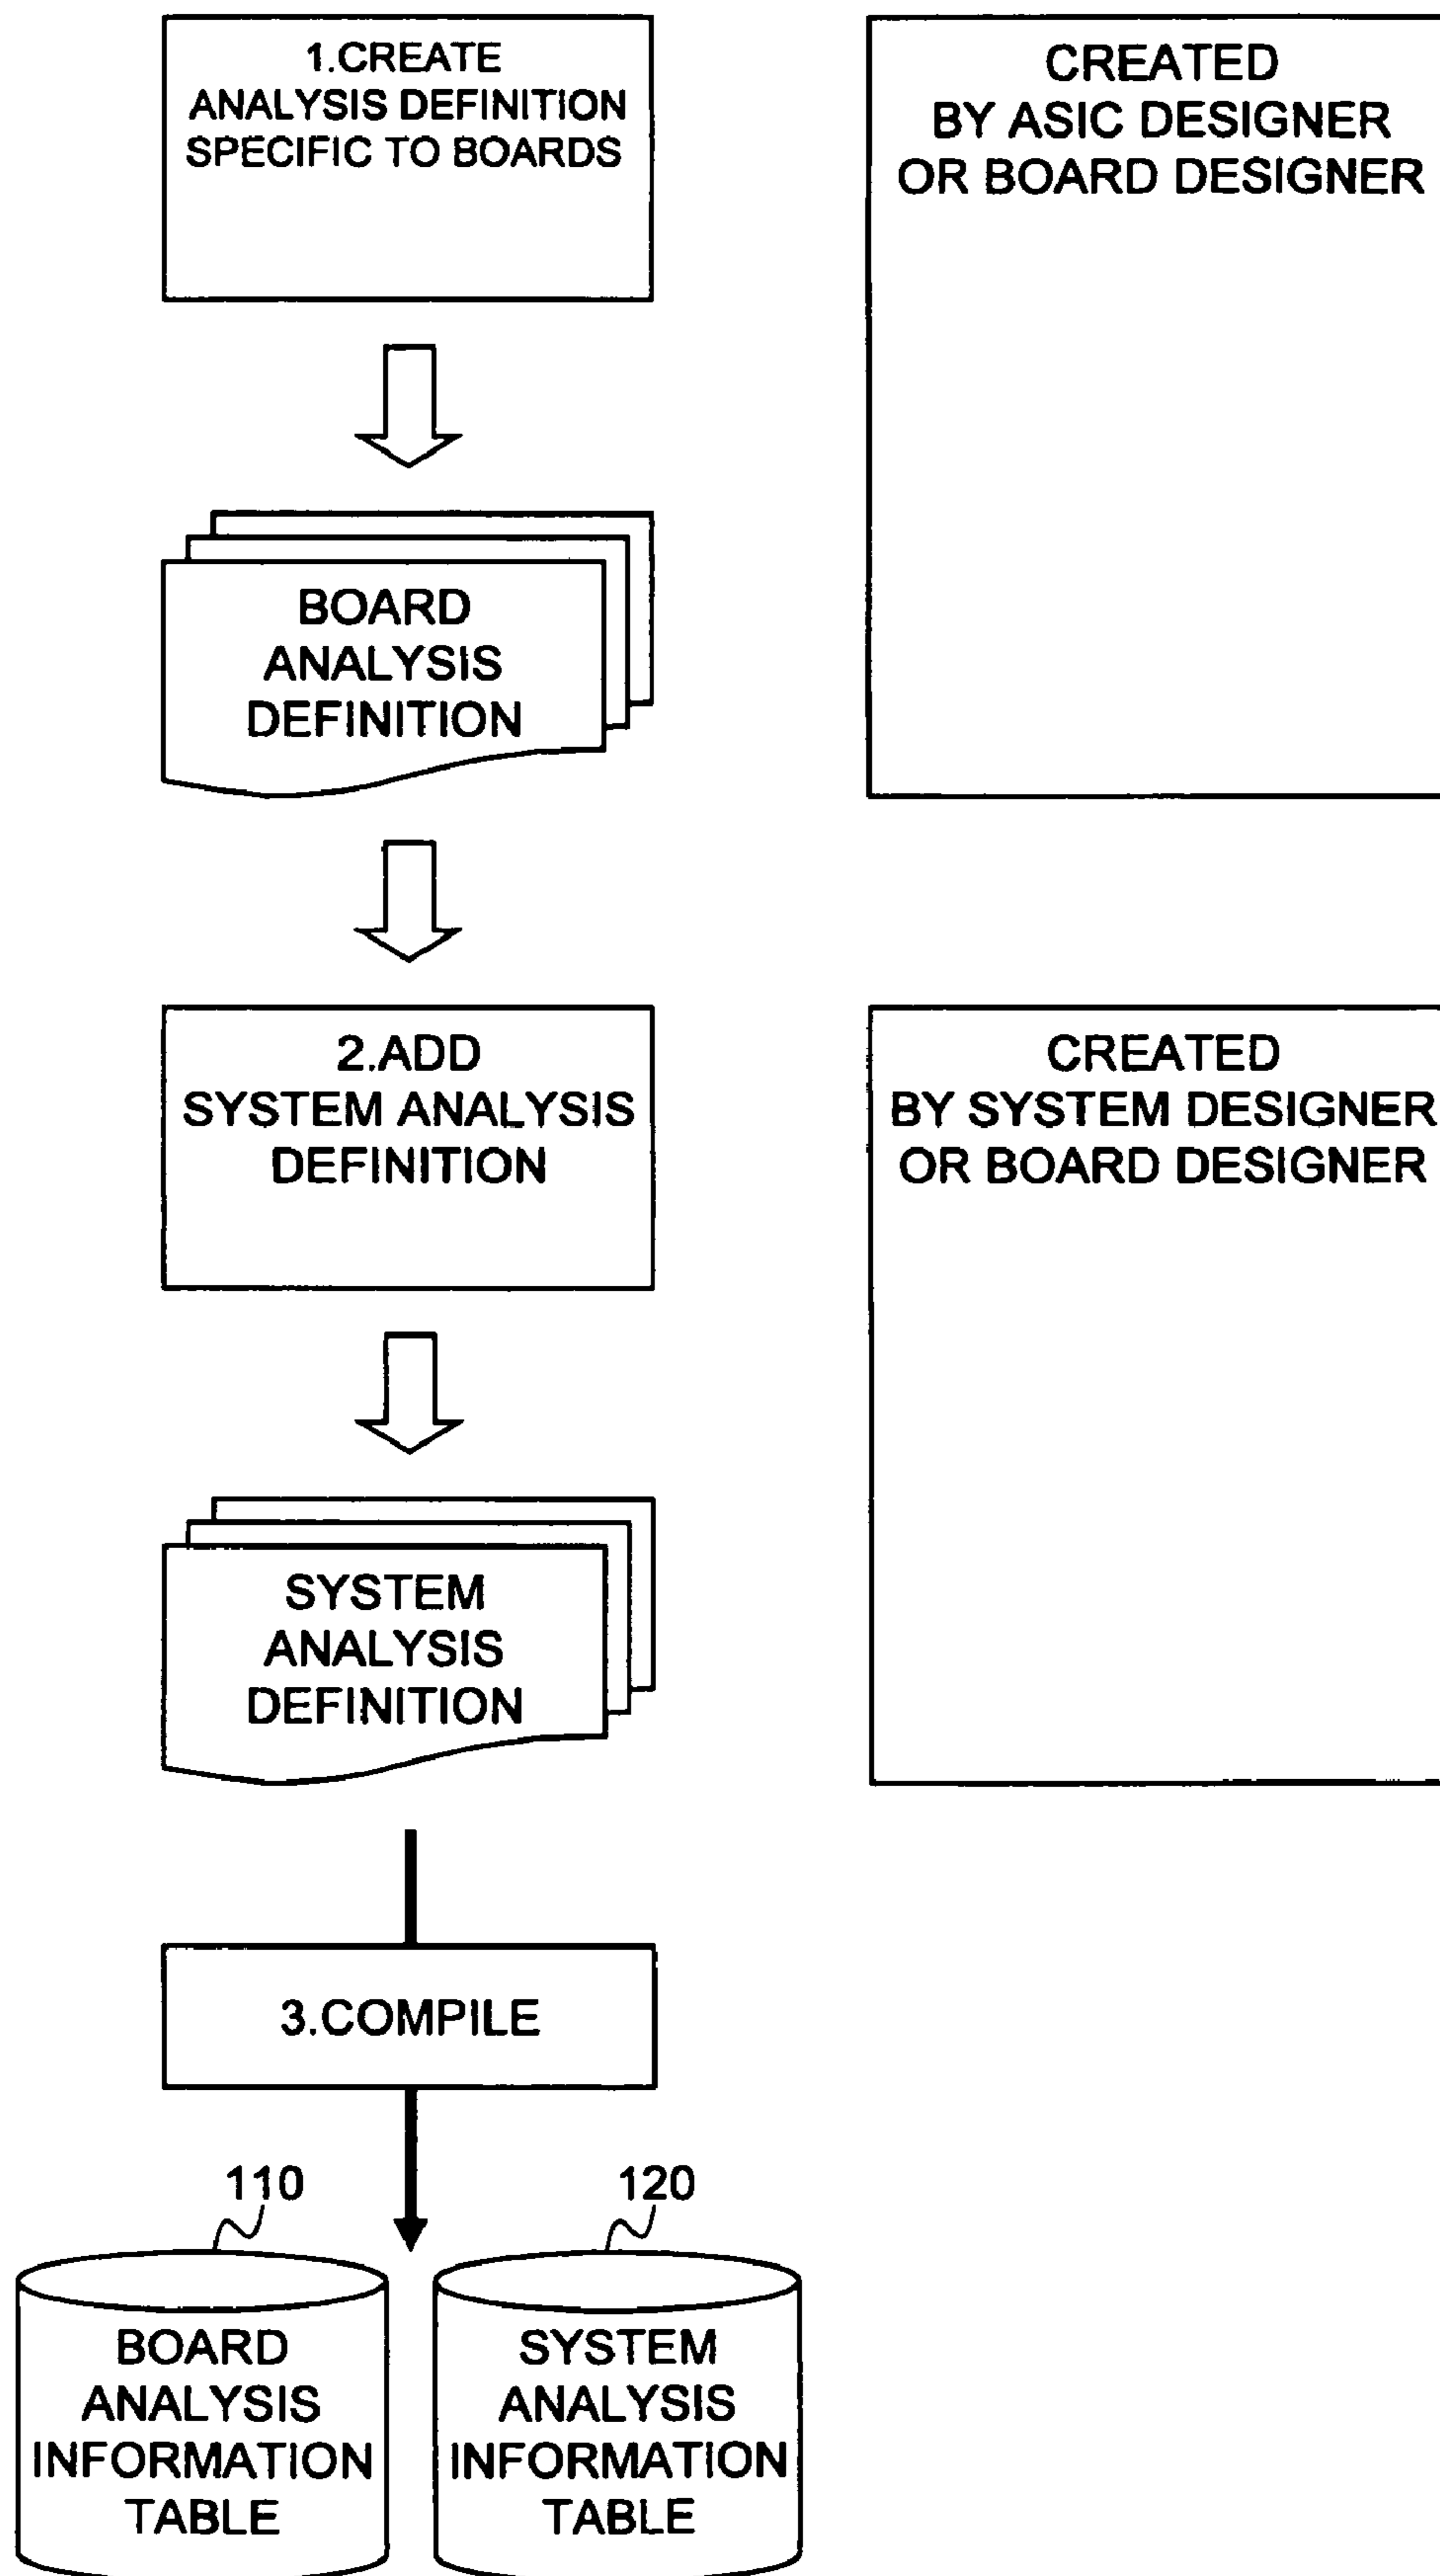 1.CREATE
ANALYSIS DEFINITION
SPECIFIC TO BOARDS
CREATED
BY ASIC DESIGNER
OR BOARD DESIGNER
BOARD
ANALYSIS
DEFINITION
2.ADD
SYSTEM ANALYSIS
DEFINITION
CREATED
BY SYSTEM DESIGNER
OR BOARD DESIGNER
SYSTEM
ANALYSIS
DEFINITION
3.COMPILE
110
120
BOARD
ANALYSIS
INFORMATION
TABLE
SYSTEM
ANALYSIS
INFORMATION
TABLE